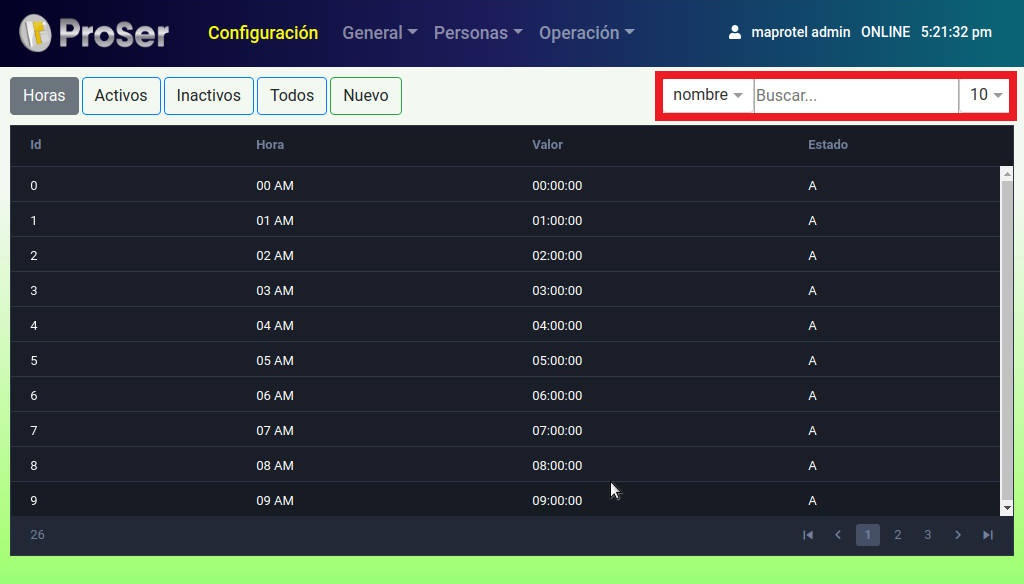 ProSer Configuración General Personas Operación maprotel admin ONLINE 5:21:32 pm
Horas Activos Inactivos Todos Nuevo nombre Buscar... 10
Id Hora Valor Estado
0 00 AM 00:00:00 A
1 01 AM 01:00:00 A
2 02 AM 02:00:00 A
3 03 AM 03:00:00 A
4 04 AM 04:00:00 A
5 05 AM 05:00:00 A
6 06 AM 06:00:00 A
7 07 AM 07:00:00 A
8 08 AM 08:00:00 A
9 09 AM 09:00:00 A
26 1 2 3